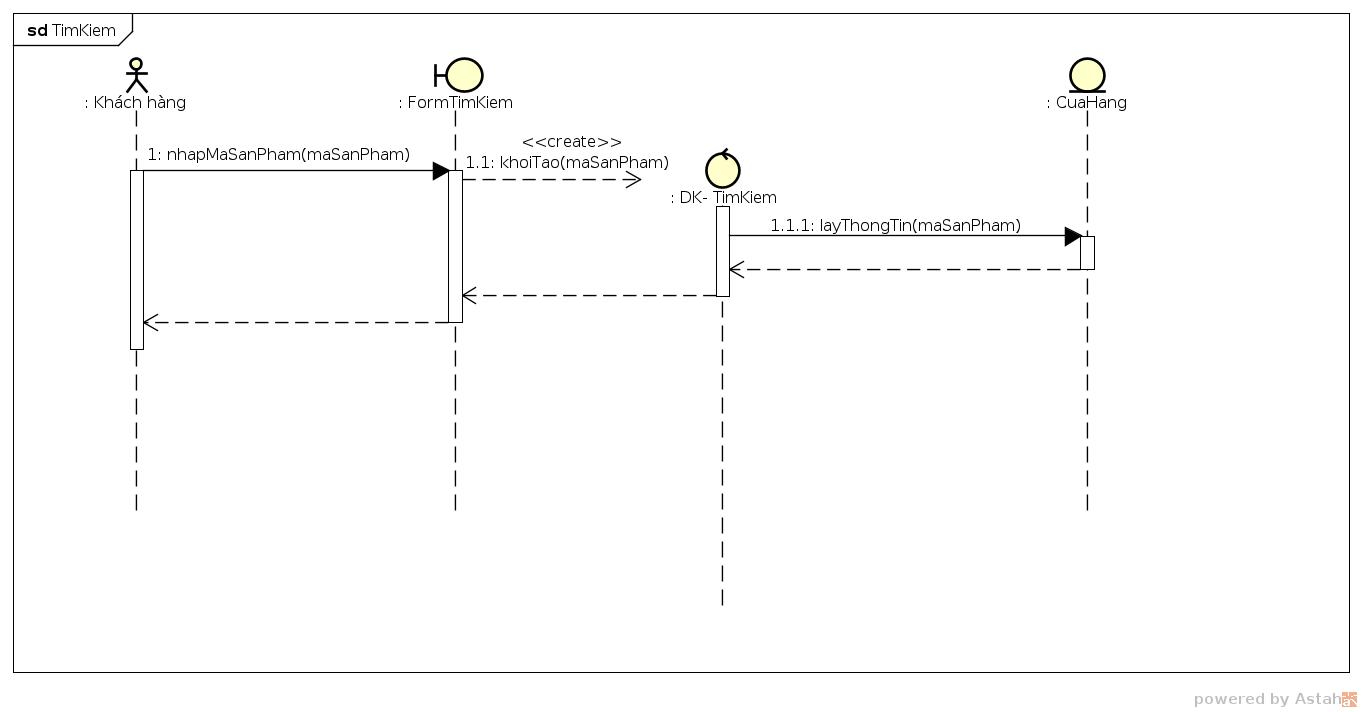 sd TimKiem
: Khách hàng
: FormTimKiem
: CuaHang
<<create>>
1: nhapMaSanPham(maSanPham)
1.1: khoiTao(maSanPham)
: DK- TimKiem
1.1.1: layThongTin(maSanPham)
powered by Astah